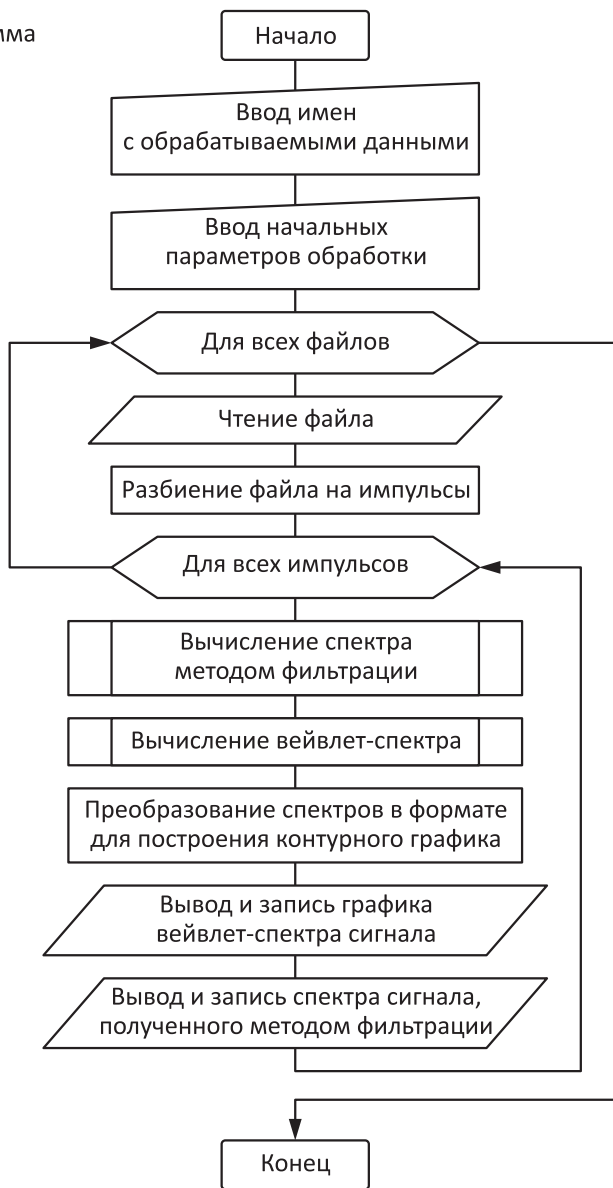 Начало
Ввод имен
с обрабатываемыми данными
Ввод начальных
параметров обработки
Для всех файлов
Чтение файла
Разбиение файла на импульсы
Для всех импульсов
Вычисление спектра
методом фильтрации
Вычисление вейвлет-спектра
Преобразование спектров в формате
для построения контурного графика
Вывод и запись графика
вейвлет-спектра сигнала
Вывод и запись спектра сигнала,
полученного методом фильтрации
Конец